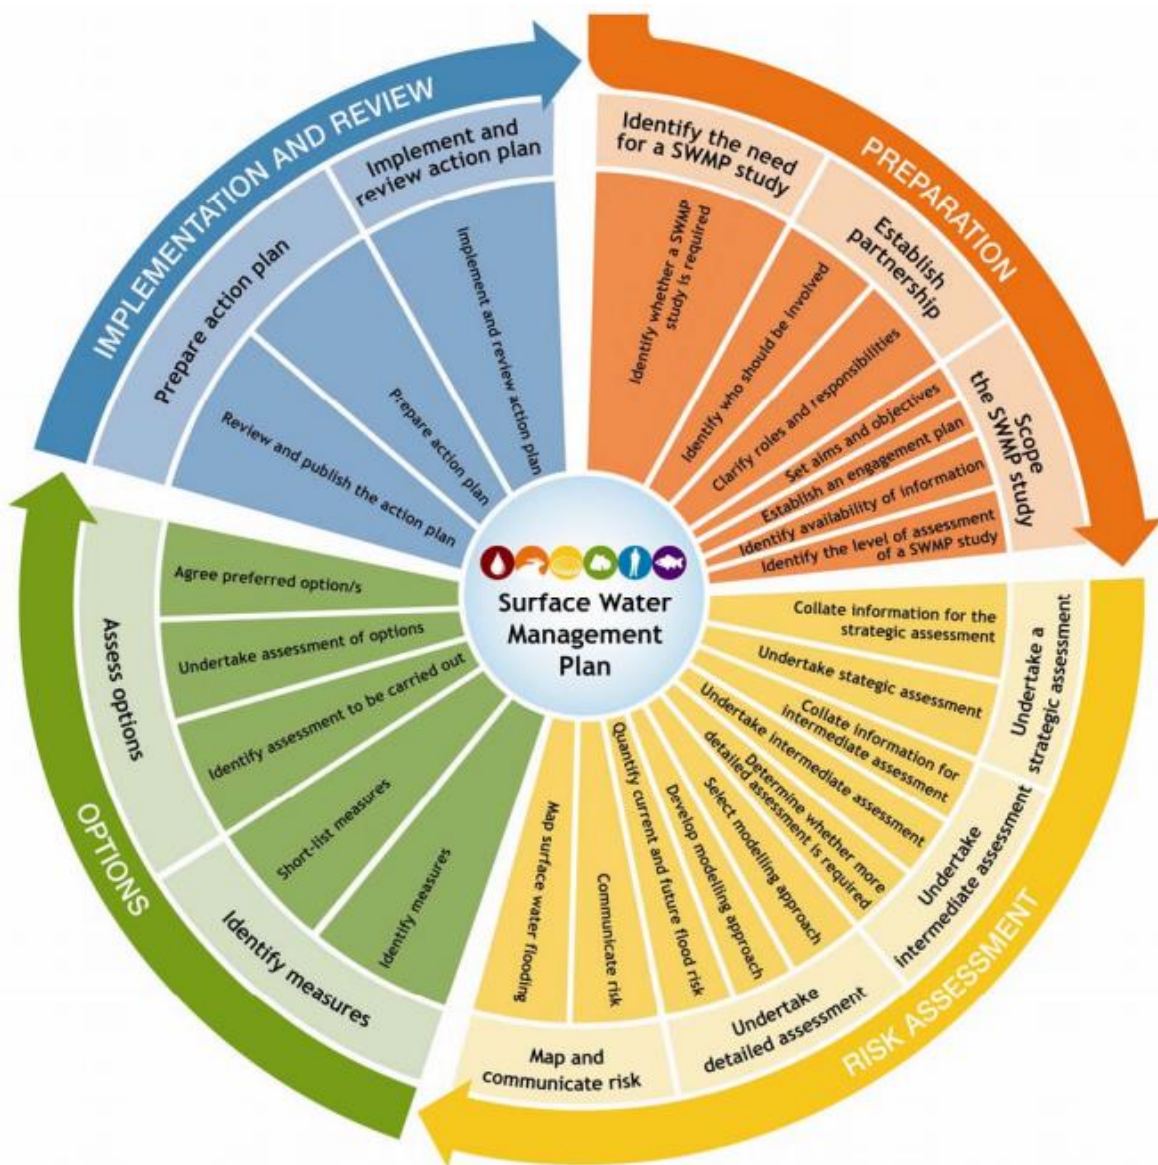 PREPARATION
Identify the need
for a SWMP study
Identify whether a SWMP
study is required
Establish
partnership
Identify who should be involved
Clarify roles and responsibilities
Scope
the SWMP study
Set aims and objectives
Establish an engagement plan
Identify availability of information
Identify the level of assessment
of a SWMP study
RISK ASSESSMENT
Undertake a
strategic assessment
Collate information for the
strategic assessment
Undertake stategic assessment
Undertake
intermediate assessment
Collate information for
intermediate assessment
Undertake intermediate assessment
Determine whether more
detailed assessment is required
Undertake
detailed assessment
Select modelling approach
Develop modelling approach
Quantify current and future flood risk
Map and
communicate risk
Communicate risk
Map surface water flooding
OPTIONS
Identify measures
Identify measures
Short-list measures
Assess options
Identify assessment to be carried out
Undertake assessment of options
Agree preferred option/s
IMPLEMENTATION AND REVIEW
Prepare action plan
Review and publish the action plan
Prepare action plan
Implement and
review action plan
Implement and review action plan
Surface Water
Management
Plan